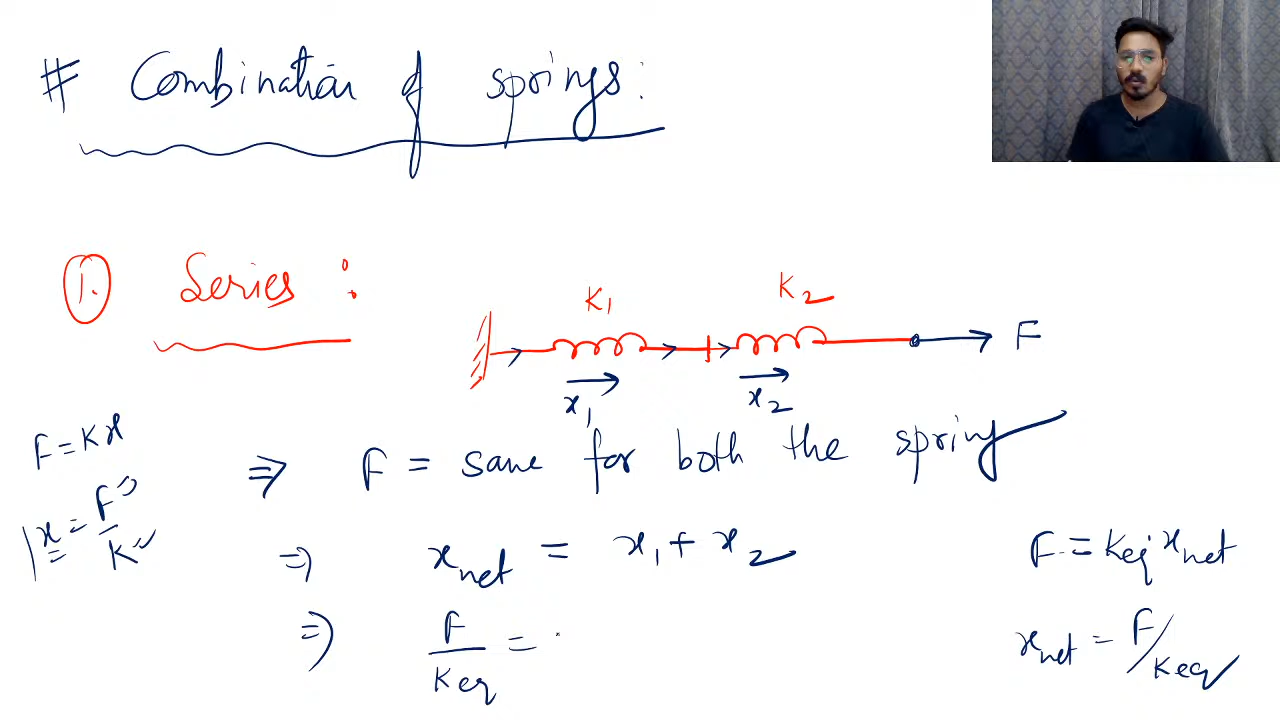 # Combination of springs:
1. Series:
K1 K2
F
x1 x2
F = Kx
⇒ F = same for both the spring
x = F/K
⇒ xnet = x1 + x2
F = Keq xnet
⇒ F/Keq =
xnet = F/Keq